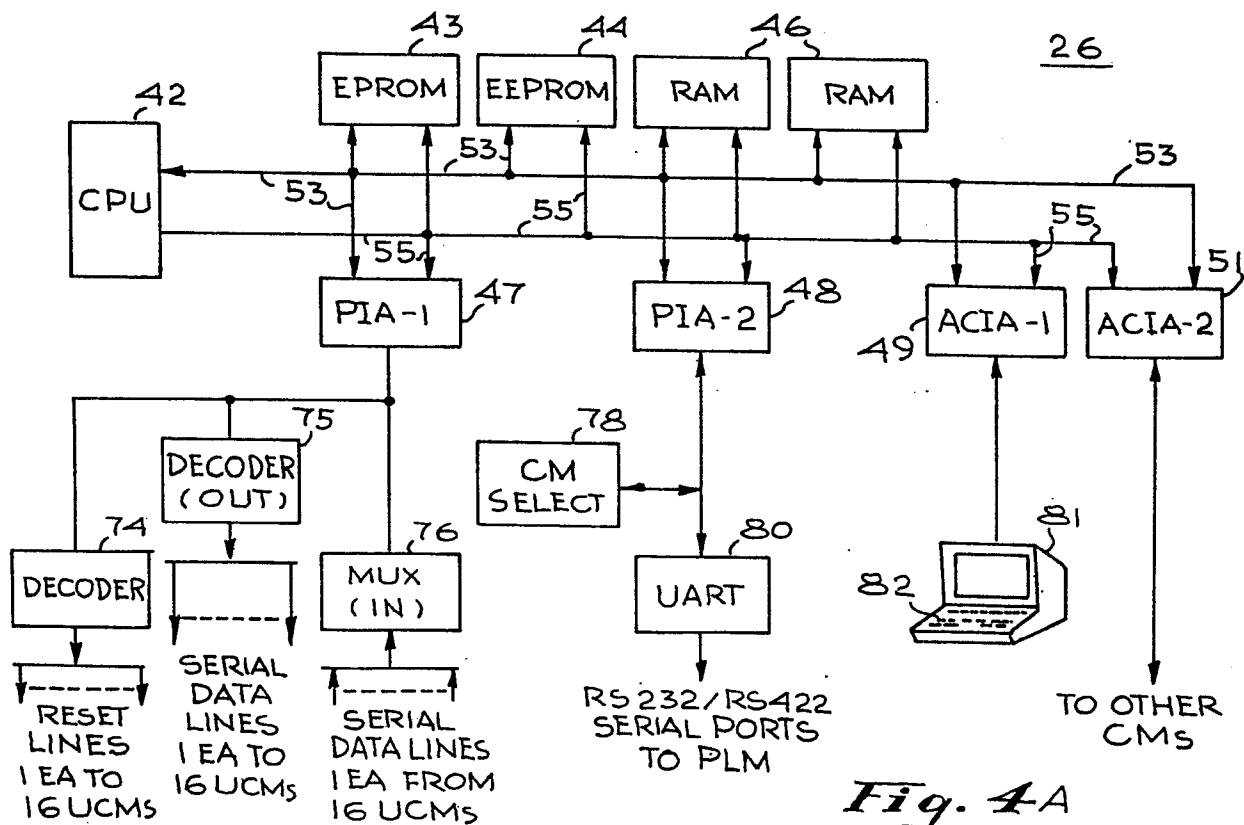 43
44
46
26
42
EPROM
EEPROM
RAM
RAM
CPU
53
53
53
55
55
55
55
55
51
PIA-1
47
PIA-2
48
49
ACIA-1
ACIA-2
75
DECODER
(OUT)
78
CM
SELECT
74
DECODER
76
MUX
(IN)
80
UART
81
82
RESET
LINES
1 EA TO
16 UCMs
SERIAL
DATA
LINES
1 EA TO
16 UCMs
SERIAL
DATA LINES
1 EA FROM
16 UCMs
RS 232/RS422
SERIAL PORTS
TO PLM
TO OTHER
CMs
Fig. 4A